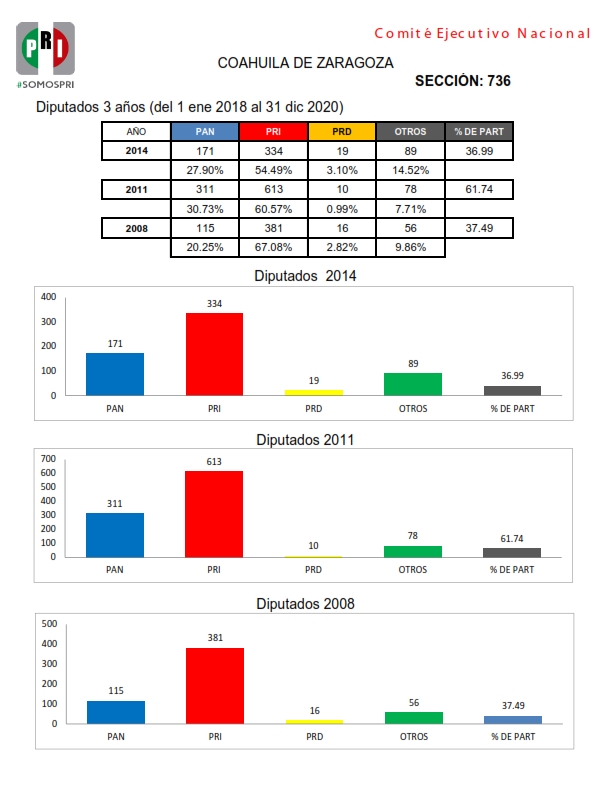 Comité Ejecutivo Nacional
PRI
#SOMOSPRI
COAHUILA DE ZARAGOZA
SECCIÓN: 736
Diputados 3 años (del 1 ene 2018 al 31 dic 2020)
AÑO PAN PRI PRD OTROS % DE PART
2014 171 334 19 89 36.99
27.90% 54.49% 3.10% 14.52%
2011 311 613 10 78 61.74
30.73% 60.57% 0.99% 7.71%
2008 115 381 16 56 37.49
20.25% 67.08% 2.82% 9.86%
Diputados  2014
400
300
200
100
0
171 334 19 89 36.99
PAN PRI PRD OTROS % DE PART
Diputados 2011
700
600
500
400
300
200
100
0
311 613 10 78 61.74
PAN PRI PRD OTROS % DE PART
Diputados 2008
500
400
300
200
100
0
115 381 16 56 37.49
PAN PRI PRD OTROS % DE PART